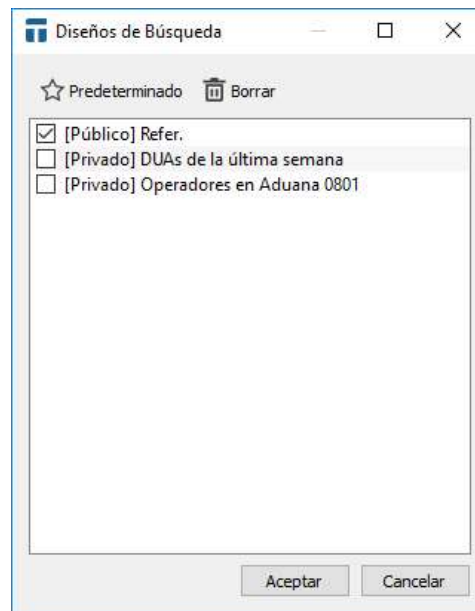 Diseños de Búsqueda
Predeterminado Borrar
[Público] Refer.
[Privado] DUAs de la última semana
[Privado] Operadores en Aduana 0801
Aceptar Cancelar